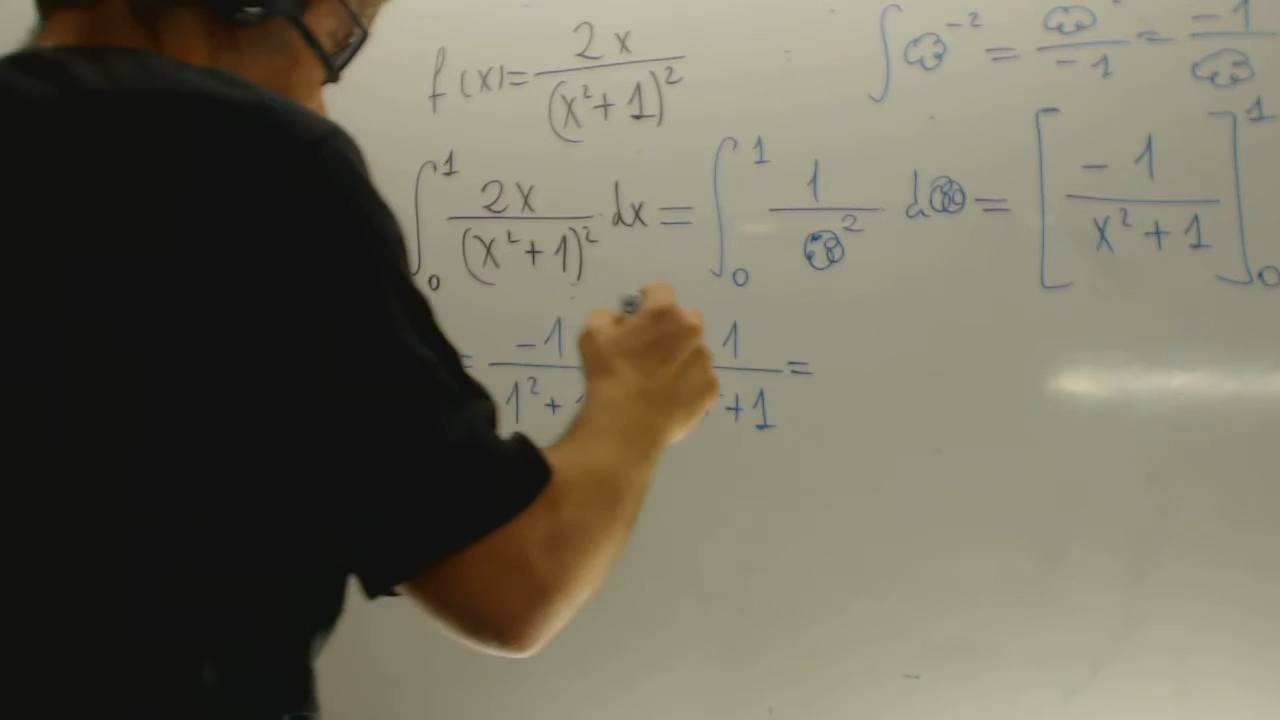 f(x)= 2x / (x²+1)²
∫ ^-2 = / -1 = -1 /
∫₀¹ 2x / (x²+1)² dx = ∫₀¹ 1 / ² d = [ -1 / x²+1 ]₀¹
= -1 / 1²+ 1 / +1 =